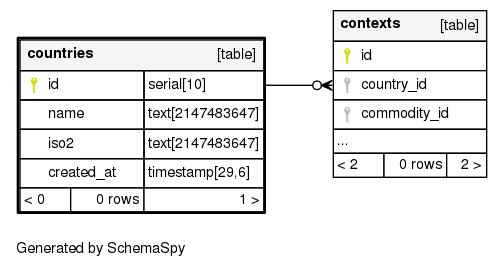 countries [table]
id serial[10]
name text[2147483647]
iso2 text[2147483647]
created_at timestamp[29,6]
< 0 0 rows 1 >
contexts [table]
id
country_id
commodity_id
...
< 2 0 rows 2 >
Generated by SchemaSpy